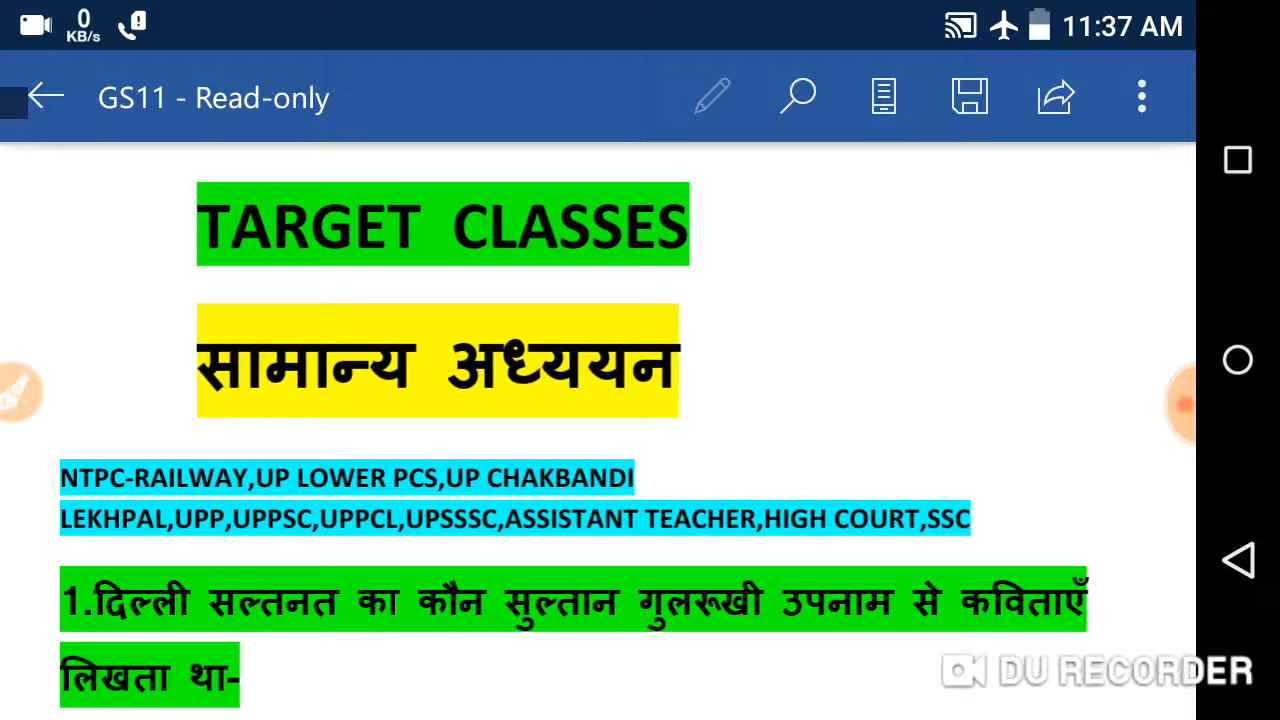 0
KB/s
11:37 AM
GS11 - Read-only
TARGET CLASSES
सामान्य अध्ययन
NTPC-RAILWAY,UP LOWER PCS,UP CHAKBANDI
LEKHPAL,UPP,UPPSC,UPPCL,UPSSSC,ASSISTANT TEACHER,HIGH COURT,SSC
1.दिल्ली सल्तनत का कौन सुल्तान गुलरूखी उपनाम से कविताएँ
लिखता था-
DU RECORDER